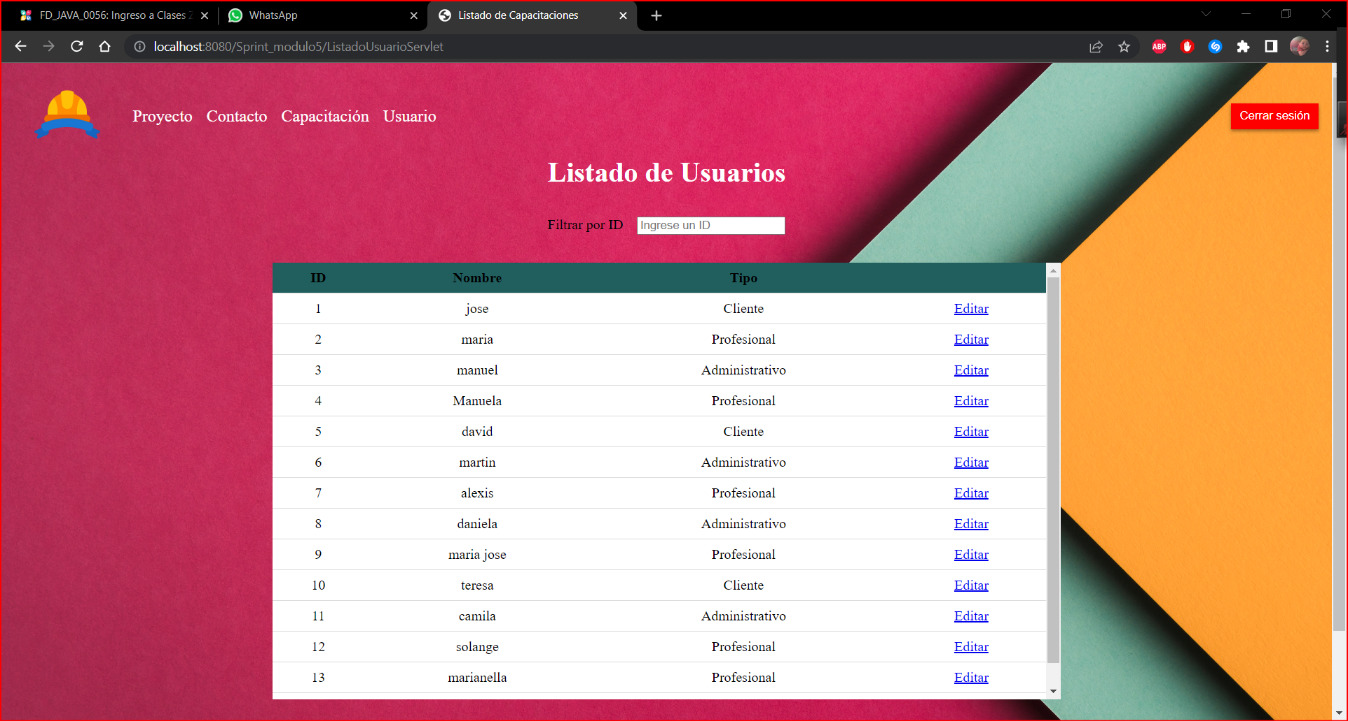 FD_JAVA_0056: Ingreso a Clases
WhatsApp
Listado de Capacitaciones
localhost:8080/Sprint_modulo5/ListadoUsuarioServlet
ABP
Proyecto Contacto Capacitación Usuario
Cerrar sesión
Listado de Usuarios
Filtrar por ID Ingrese un ID
ID Nombre Tipo
1 jose Cliente Editar
2 maria Profesional Editar
3 manuel Administrativo Editar
4 Manuela Profesional Editar
5 david Cliente Editar
6 martin Administrativo Editar
7 alexis Profesional Editar
8 daniela Administrativo Editar
9 maria jose Profesional Editar
10 teresa Cliente Editar
11 camila Administrativo Editar
12 solange Profesional Editar
13 marianella Profesional Editar